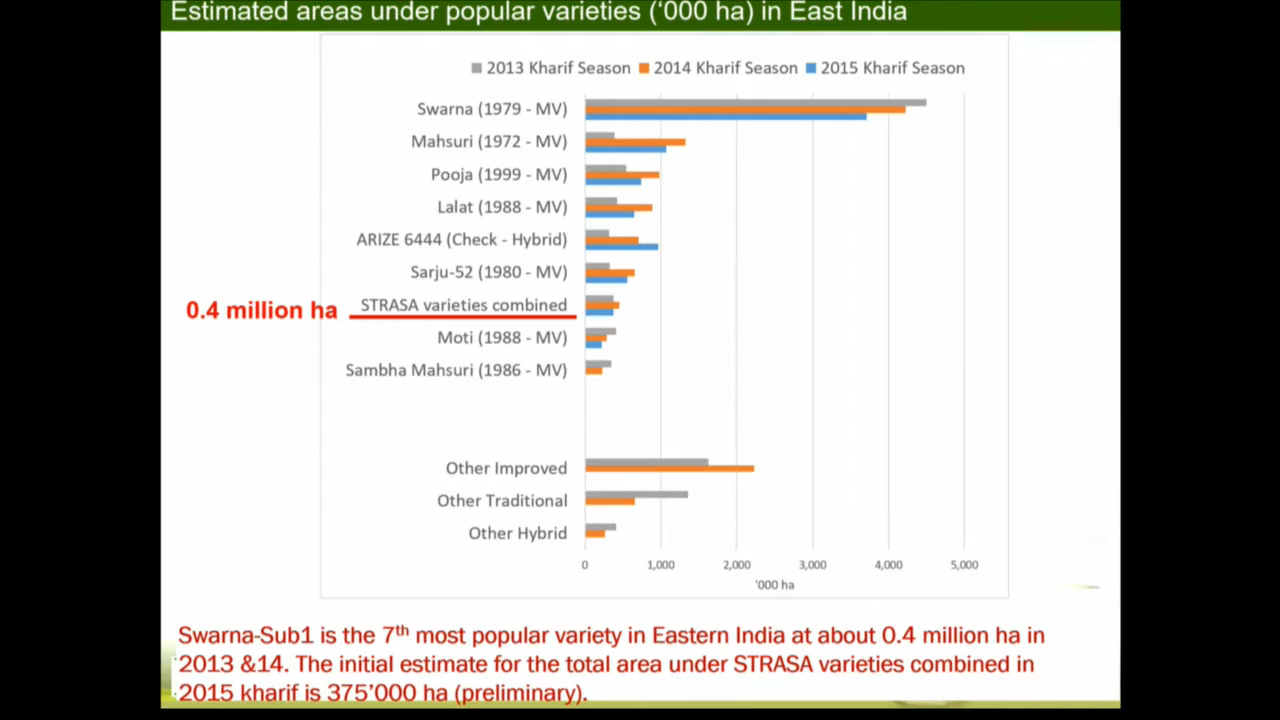 Estimated areas under popular varieties (‘000 ha) in East India
2013 Kharif Season 2014 Kharif Season 2015 Kharif Season
Swarna (1979 - MV)
Mahsuri (1972 - MV)
Pooja (1999 - MV)
Lalat (1988 - MV)
ARIZE 6444 (Check - Hybrid)
Sarju-52 (1980 - MV)
0.4 million ha STRASA varieties combined
Moti (1988 - MV)
Sambha Mahsuri (1986 - MV)
Other Improved
Other Traditional
Other Hybrid
0 1,000 2,000 3,000 4,000 5,000
'000 ha
Swarna-Sub1 is the 7th most popular variety in Eastern India at about 0.4 million ha in
2013 &14. The initial estimate for the total area under STRASA varieties combined in
2015 kharif is 375’000 ha (preliminary).